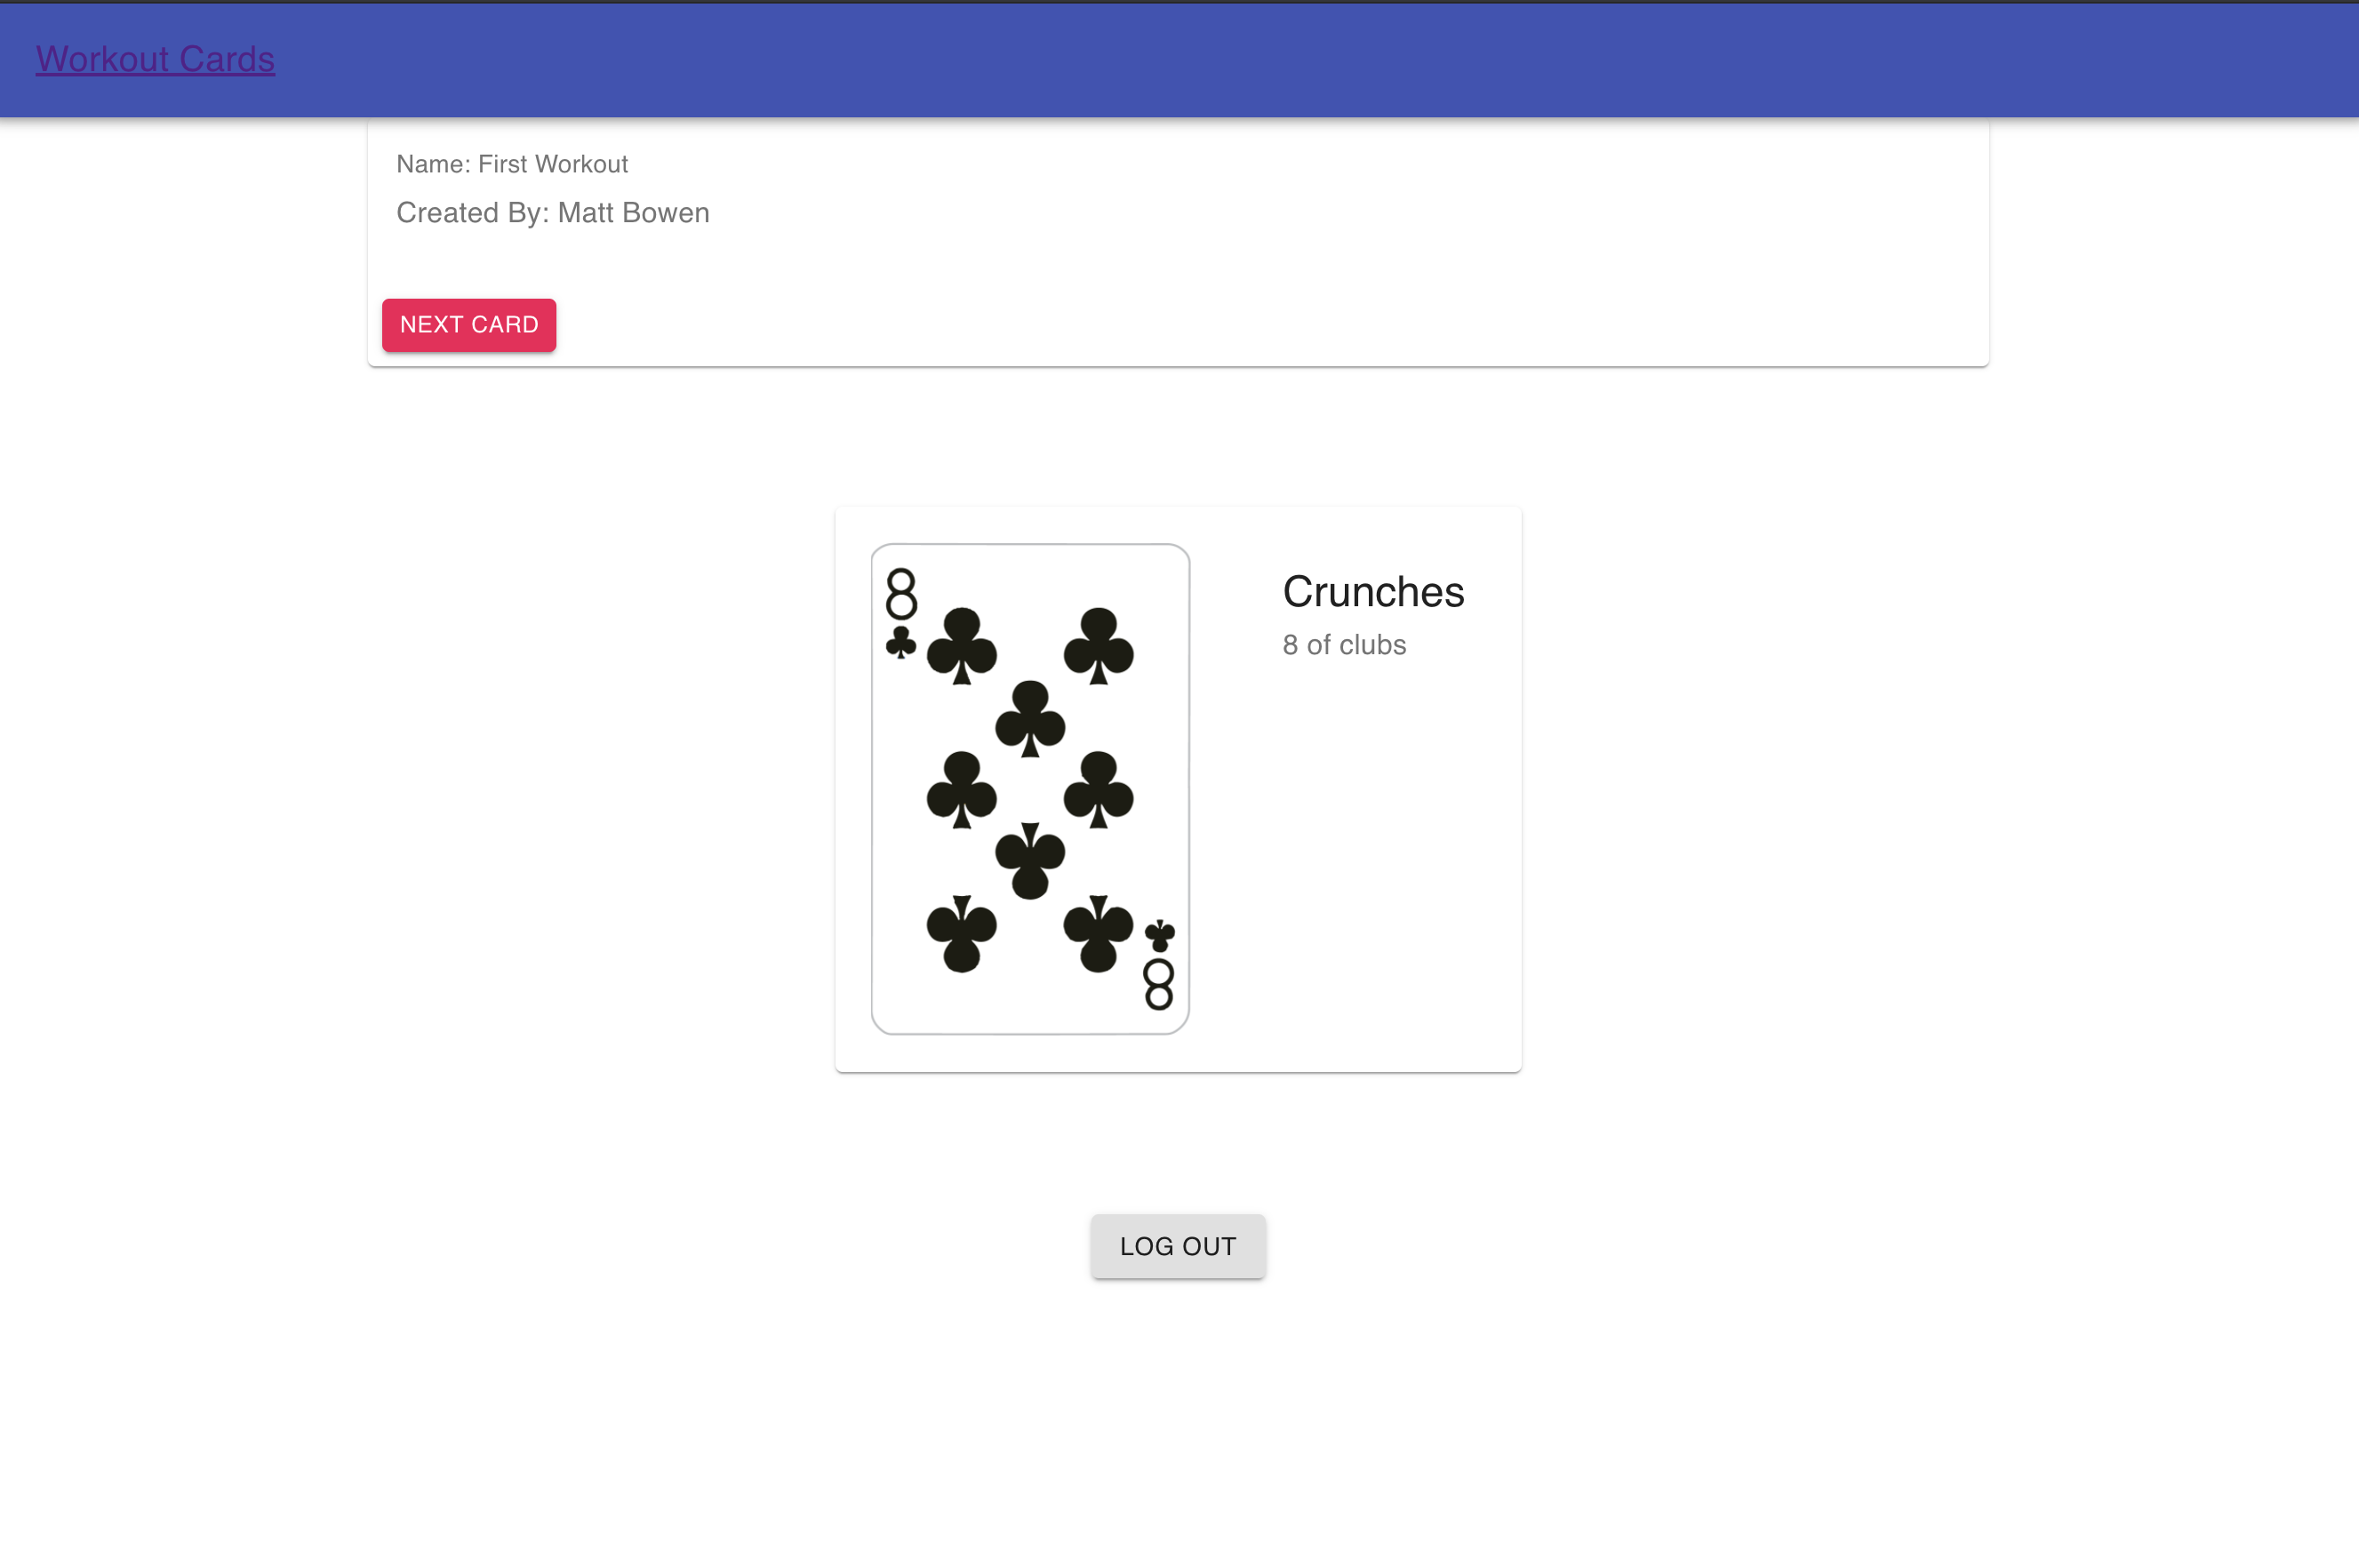 Workout Cards
Name: First Workout
Created By: Matt Bowen
NEXT CARD
8
Crunches
8 of clubs
8
LOG OUT